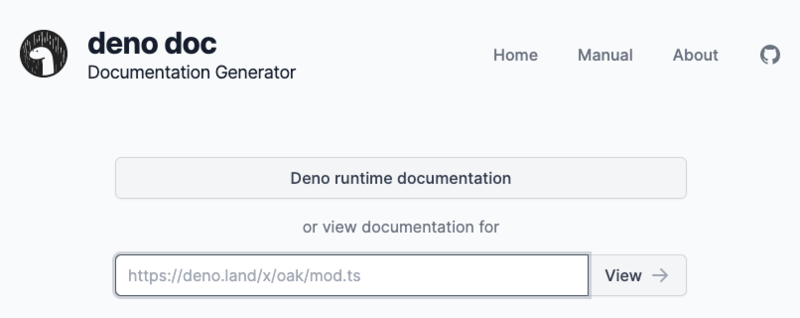 deno doc
Documentation Generator
Home Manual About
Deno runtime documentation
or view documentation for
https://deno.land/x/oak/mod.ts View →